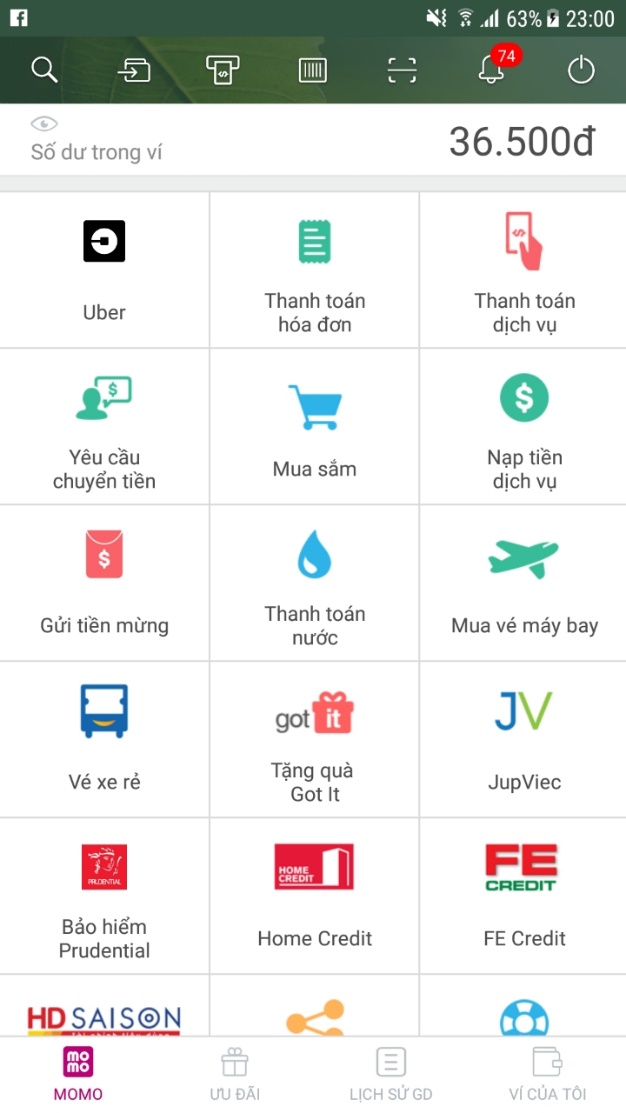 63% 23:00
74
Số dư trong ví
36.500đ
Uber
Thanh toán
hóa đơn
Thanh toán
dịch vụ
Yêu cầu
chuyển tiền
Mua sắm
Nạp tiền
dịch vụ
Gửi tiền mừng
Thanh toán
nước
Mua vé máy bay
Vé xe rẻ
got it
Tặng quà
Got It
JV
JupViec
PRUDENTIAL
Bảo hiểm
Prudential
HOME
CREDIT
Home Credit
FE
CREDIT
FE Credit
HD SAISON
mo
mo
MOMO
ƯU ĐÃI
LỊCH SỬ GD
VÍ CỦA TÔI